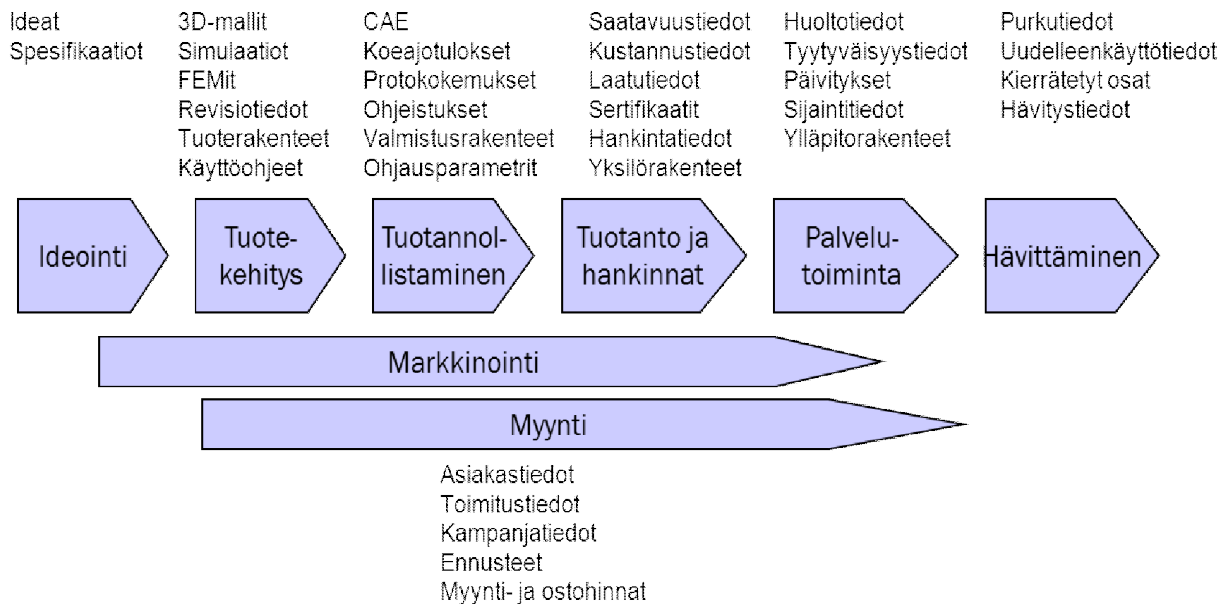 Ideat
Spesifikaatiot
3D-mallit
Simulaatiot
FEMit
Revisiotiedot
Tuoterakenteet
Käyttöohjeet
CAE
Koeajotulokset
Protokokemukset
Ohjeistukset
Valmistusrakenteet
Ohjausparametrit
Saatavuustiedot
Kustannustiedot
Laatutiedot
Sertifikaatit
Hankintatiedot
Yksilörakenteet
Huoltotiedot
Tyytyväisyystiedot
Päivitykset
Sijaintitiedot
Ylläpitorakenteet
Purkutiedot
Uudelleenkäyttötiedot
Kierrätetyt osat
Hävitystiedot
Ideointi
Tuote-
kehitys
Tuotannol-
listaminen
Tuotanto ja
hankinnat
Palvelu-
toiminta
Hävittäminen
Markkinointi
Myynti
Asiakastiedot
Toimitustiedot
Kampanjatiedot
Ennusteet
Myynti- ja ostohinnat